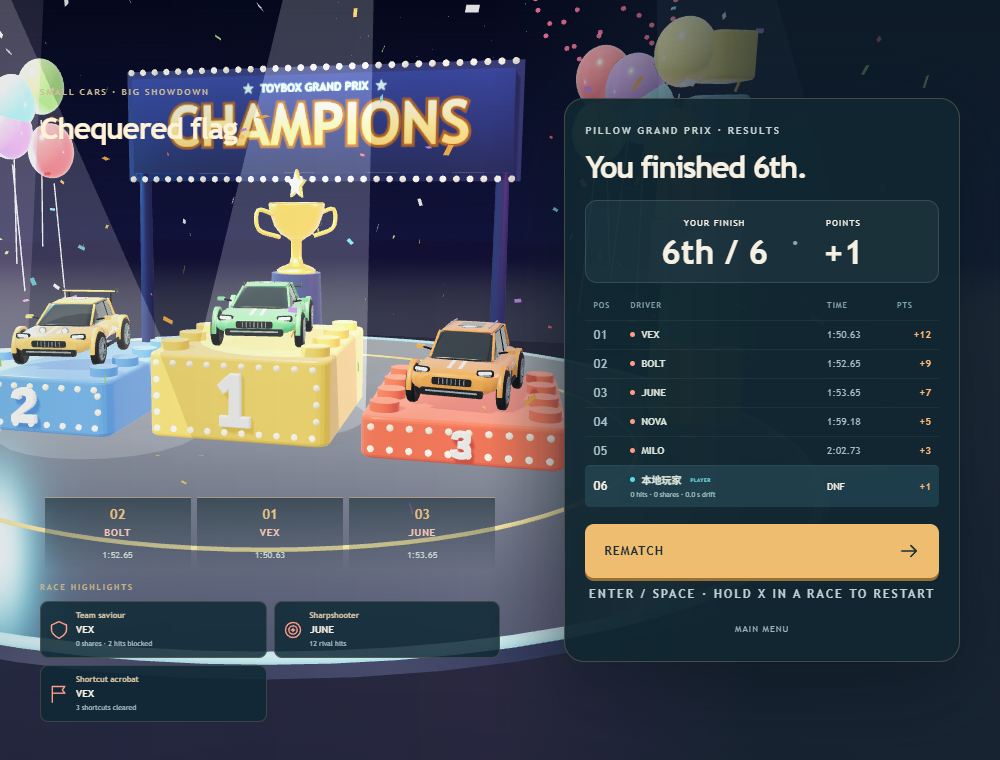 SMALL CARS · BIG SHOWDOWN
Chequered flag
★ TOYBOX GRAND PRIX ★
CHAMPIONS
2
1
3
02
BOLT
1:52.65
01
VEX
1:50.63
03
JUNE
1:53.65
RACE HIGHLIGHTS
Team saviour
VEX
0 shares · 2 hits blocked
Sharpshooter
JUNE
12 rival hits
Shortcut acrobat
VEX
3 shortcuts cleared
PILLOW GRAND PRIX · RESULTS
You finished 6th.
YOUR FINISH
6th / 6
POINTS
+1
POS DRIVER TIME PTS
01 VEX 1:50.63 +12
02 BOLT 1:52.65 +9
03 JUNE 1:53.65 +7
04 NOVA 1:59.18 +5
05 MILO 2:02.73 +3
06 本地玩家 PLAYER DNF +1
0 hits · 0 shares · 0.0 s drift
REMATCH →
ENTER / SPACE · HOLD X IN A RACE TO RESTART
MAIN MENU